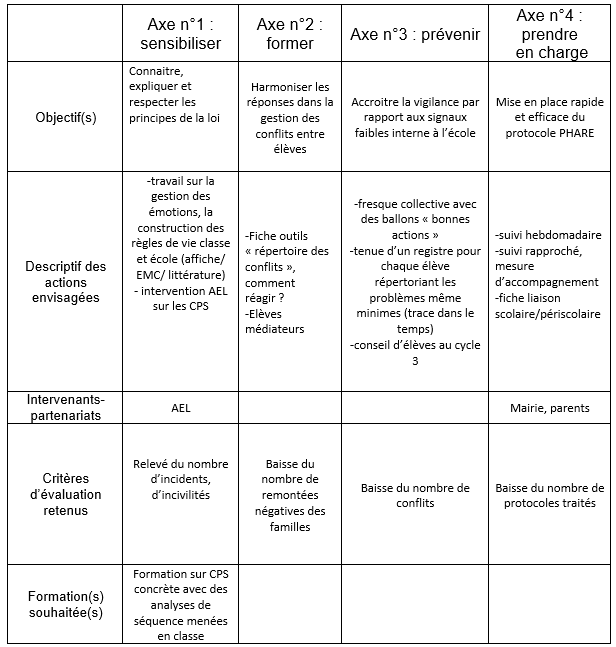 Axe n°1 :
sensibiliser
Axe n°2 :
former
Axe n°3 : prévenir
Axe n°4 :
prendre
en charge
Objectif(s)
Connaitre,
expliquer et
respecter les
principes de la loi
Harmoniser les
réponses dans la
gestion des
conflits entre
élèves
Accroitre la vigilance par
rapport aux signaux
faibles interne à l’école
Mise en place rapide
et efficace du
protocole PHARE
Descriptif des
actions
envisagées
-travail sur la
gestion des
émotions, la
construction des
règles de vie classe
et école (affiche/
EMC/ littérature)
- intervention AEL
sur les CPS
-Fiche outils
« répertoire des
conflits »,
comment
réagir ?
-Elèves
médiateurs
-fresque collective avec
des ballons « bonnes
actions »
-tenue d’un registre pour
chaque élève
répertoriant les
problèmes même
minimes (trace dans le
temps)
-conseil d’élèves au cycle
3
-suivi hebdomadaire
-suivi rapproché,
mesure
d’accompagnement
-fiche liaison
scolaire/périscolaire
Intervenants-
partenariats
AEL
Mairie, parents
Critères
d’évaluation
retenus
Relevé du nombre
d’incidents,
d’incivilités
Baisse du
nombre de
remontées
négatives des
familles
Baisse du nombre de
conflits
Baisse du nombre de
protocoles traités
Formation(s)
souhaitée(s)
Formation sur CPS
concrète avec des
analyses de
séquence menées
en classe